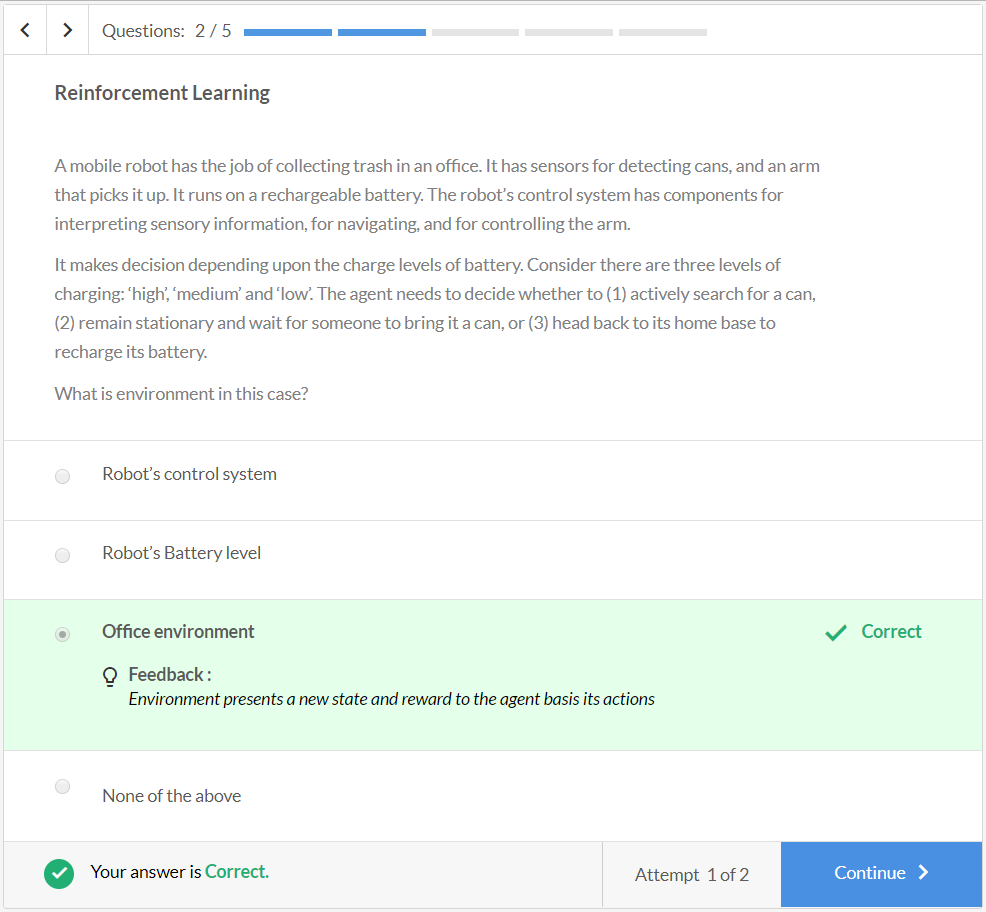 Questions: 2 / 5
Reinforcement Learning
A mobile robot has the job of collecting trash in an office. It has sensors for detecting cans, and an arm
that picks it up. It runs on a rechargeable battery. The robot’s control system has components for
interpreting sensory information, for navigating, and for controlling the arm.
It makes decision depending upon the charge levels of battery. Consider there are three levels of
charging: ‘high’, ‘medium’ and ‘low’. The agent needs to decide whether to (1) actively search for a can,
(2) remain stationary and wait for someone to bring it a can, or (3) head back to its home base to
recharge its battery.
What is environment in this case?
Robot’s control system
Robot’s Battery level
Office environment
Correct
Feedback :
Environment presents a new state and reward to the agent basis its actions
None of the above
Your answer is Correct.
Attempt 1 of 2
Continue